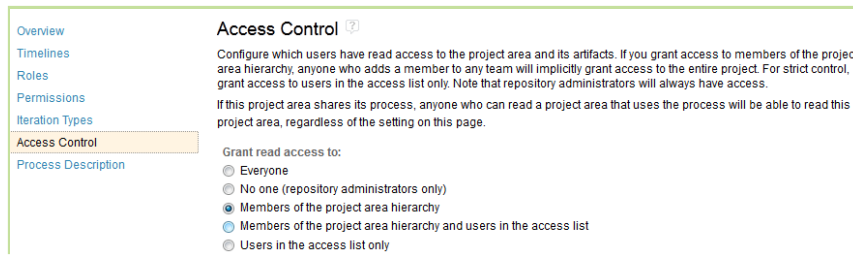 Overview
Timelines
Roles
Permissions
Iteration Types
Access Control
Process Description
Access Control ?
Configure which users have read access to the project area and its artifacts. If you grant access to members of the projec
area hierarchy, anyone who adds a member to any team will implicitly grant access to the entire project. For strict control,
grant access to users in the access list only. Note that repository administrators will always have access.
If this project area shares its process, anyone who can read a project area that uses the process will be able to read this
project area, regardless of the setting on this page.
Grant read access to:
Everyone
No one (repository administrators only)
Members of the project area hierarchy
Members of the project area hierarchy and users in the access list
Users in the access list only